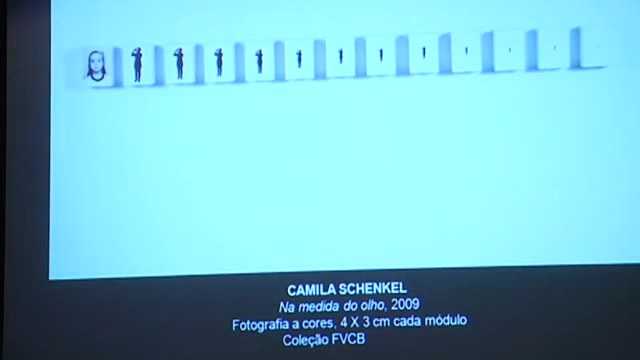 CAMILA SCHENKEL
Na medida do olho, 2009
Fotografia a cores, 4 X 3 cm cada módulo
Coleção FVCB